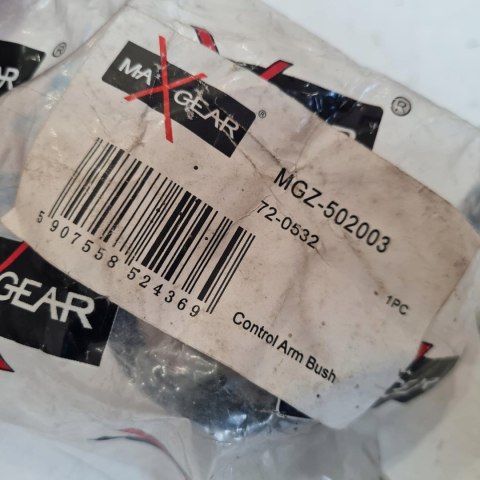 MAXGEAR®
MGZ-502003
72-0532
1PC
5 907558 524369
Control Arm Bush
GEAR
®
®